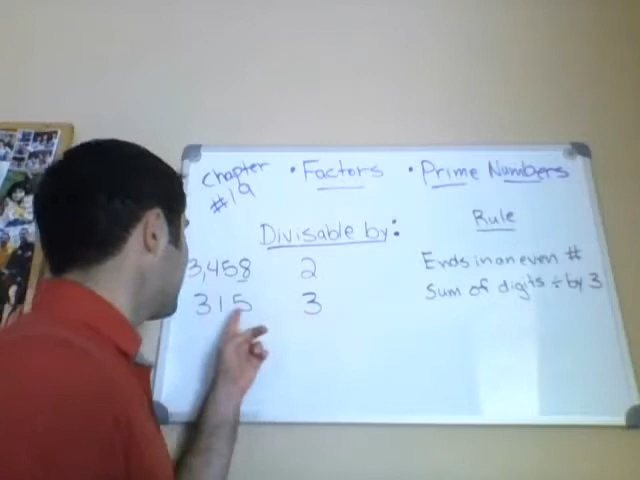 Chapter #19
• Factors
• Prime Numbers
Divisable by:
Rule
3,458 2 Ends in an even #
315 3 Sum of digits ÷ by 3